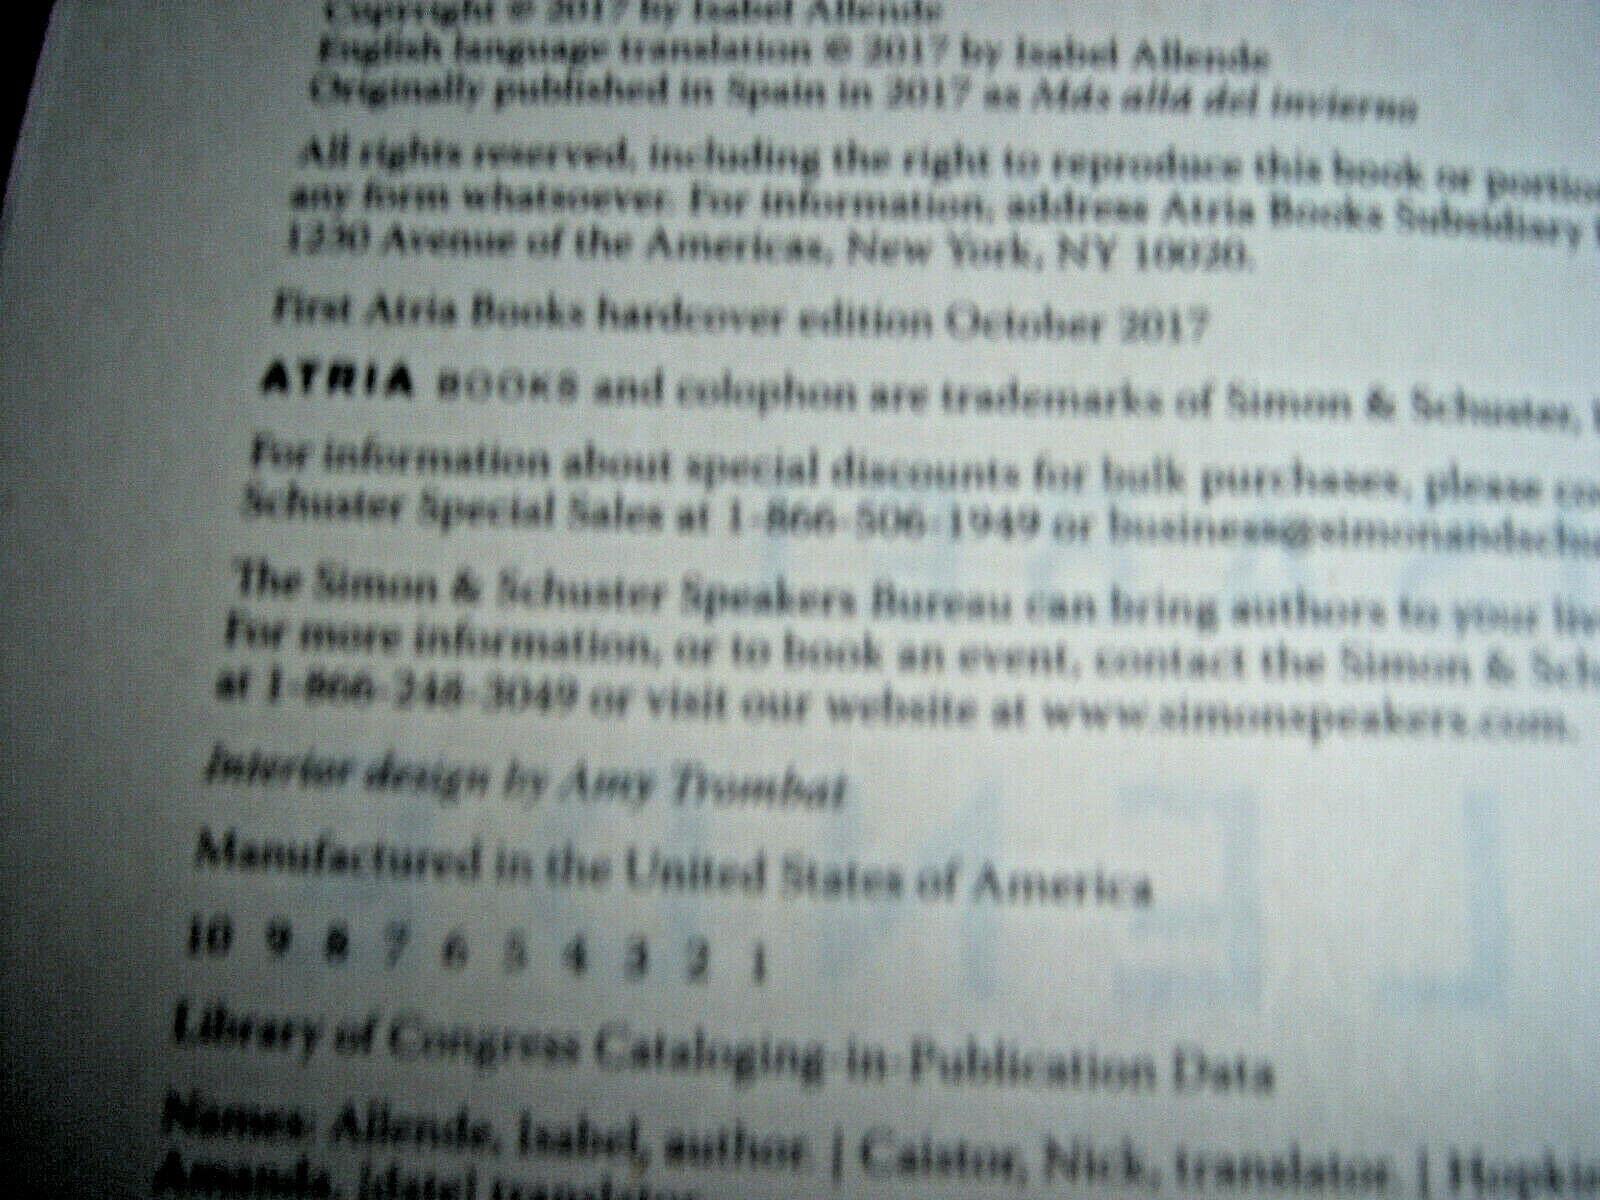 Copyright © 2017 by Isabel Allende
English language translation © 2017 by Isabel Allende
Originally published in Spain in 2017 as Más allá del invierno
All rights reserved, including the right to reproduce this book or
any form whatsoever. For information, address Atria Books Subsidiary
1230 Avenue of the Americas, New York, NY 10020.
First Atria Books hardcover edition October 2017
ATRIA BOOKS and colophon are trademarks of Simon & Schuster,
For information about special discounts for bulk purchases, please
Schuster Special Sales at 1-866-506-1949 or
The Simon & Schuster Speakers Bureau can bring authors to your
For more information, or to book an event, contact the Simon &
at 1-866-248-3049 or visit our website at www.simonspeakers.com.
Interior design by Amy Trombat
Manufactured in the United States of America
10 9 8 7 6 5 4 3 2 1
Library of Congress Cataloging-in-Publication Data
Names: Allende, Isabel, author. | Caistor, Nick, translator. |
Amanda, [date] translator.